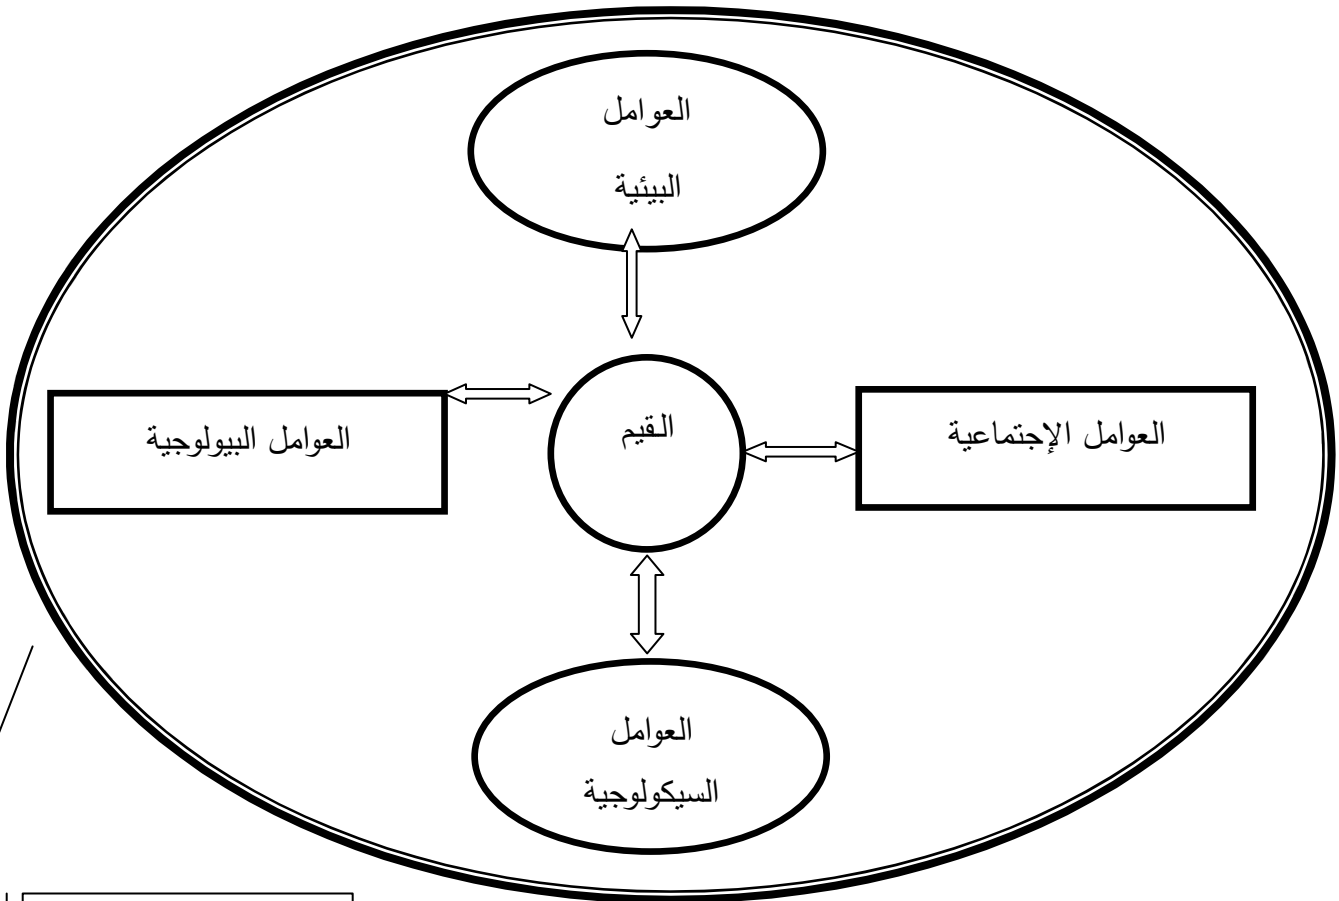 العوامل
البيئية
العوامل الإجتماعية
القيم
العوامل البيولوجية
العوامل
السيكولوجية